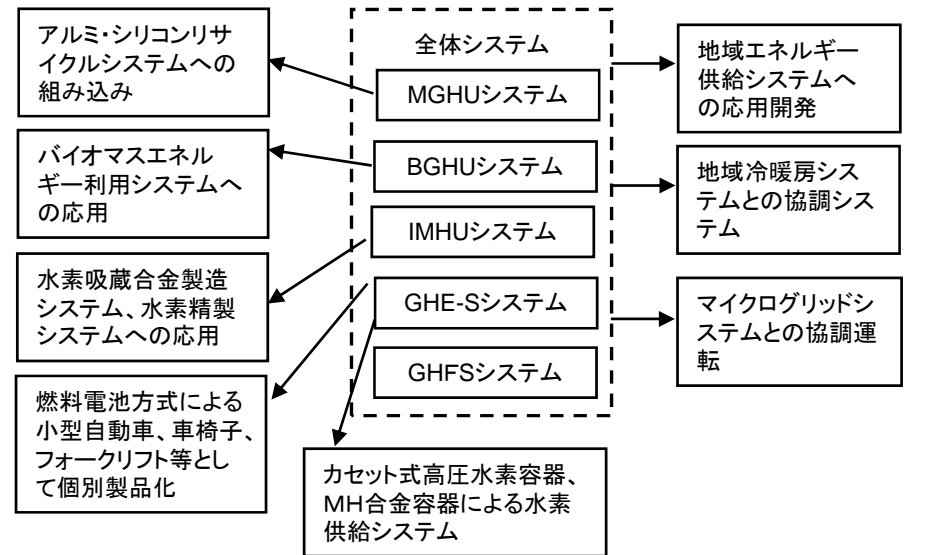 アルミ・シリコンリサ
イクルシステムへの
組み込み
バイオマスエネル
ギー利用システムへ
の応用
水素吸蔵合金製造
システム、水素精製
システムへの応用
燃料電池方式による
小型自動車、車椅子、
フォークリフト等とし
て個別製品化
全体システム
MGHUシステム
BGHUシステム
IMHUシステム
GHE-Sシステム
GHFSシステム
カセット式高圧水素容器、
ＭＨ合金容器による水素
供給システム
地域エネルギー
供給システムへ
の応用開発
地域冷暖房シス
テムとの協調シス
テム
マイクログリッドシ
ステムとの協調運
転